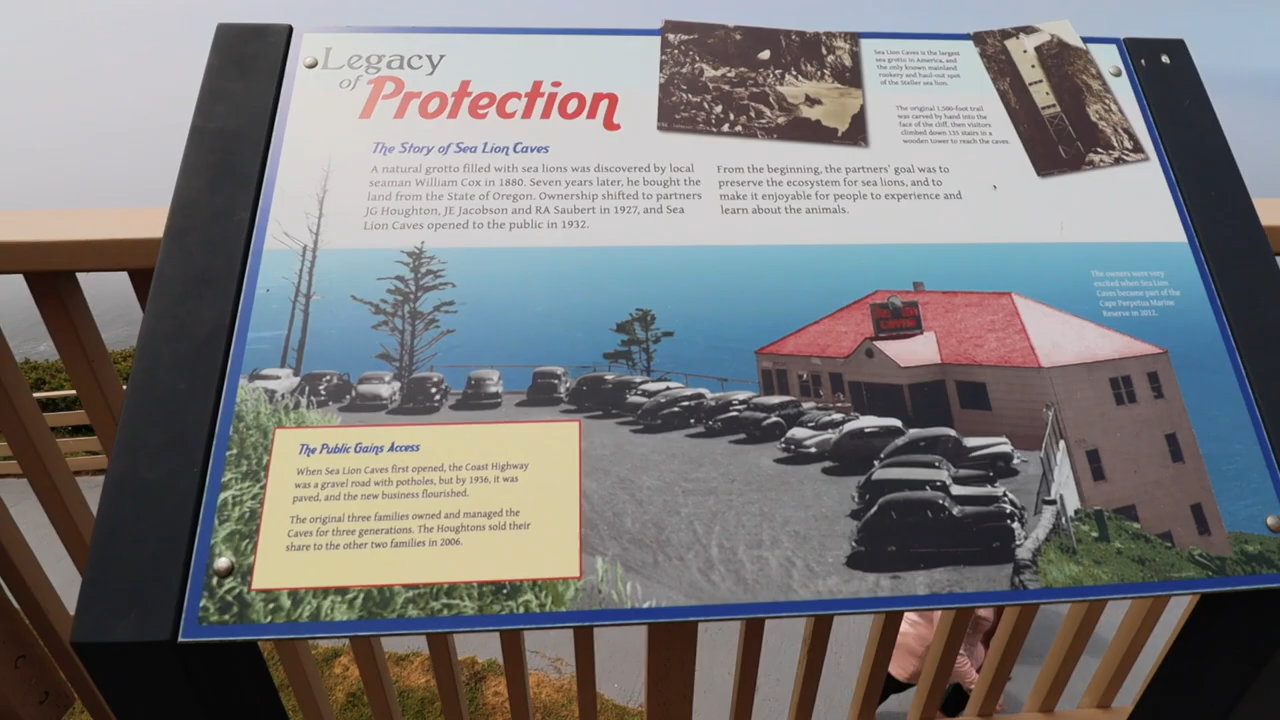 Legacy
of
Protection
The Story of Sea Lion Caves
A natural grotto filled with sea lions was discovered by local
seaman William Cox in 1880. Seven years later, he bought the
land from the State of Oregon. Ownership shifted to partners
JG Houghton, JE Jacobson and RA Saubert in 1927, and Sea
Lion Caves opened to the public in 1932.
From the beginning, the partners' goal was to
preserve the ecosystem for sea lions, and to
make it enjoyable for people to experience and
learn about the animals.
Sea Lion Caves is the largest
sea grotto in America, and
the only known mainland
rookery and haul-out spot
of the Steller sea lion.
The original 1,500-foot trail
was carved by hand into the
face of the cliff, then visitors
climbed down 135 stairs in a
wooden tower to reach the caves.
The owners were very
excited when Sea Lion
Caves became part of the
Cape Perpetua Marine
Reserve in 2012.
The Public Gains Access
When Sea Lion Caves first opened, the Coast Highway
was a gravel road with potholes, but by 1936, it was
paved, and the new business flourished.
The original three families owned and managed the
Caves for three generations. The Houghtons sold their
share to the other two families in 2006.